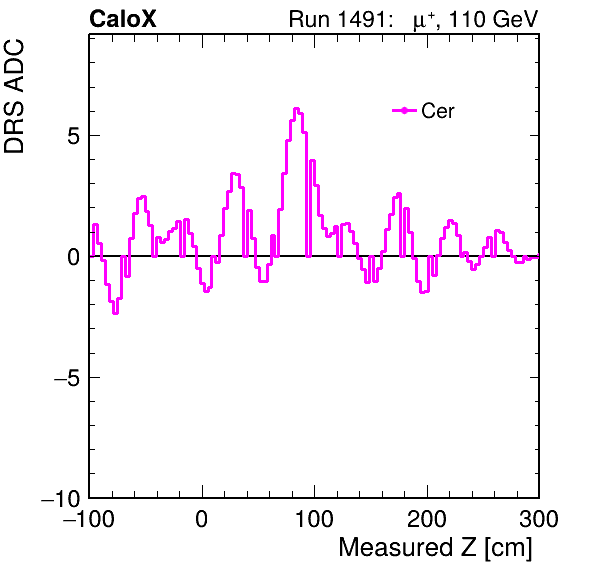 CaloX Run 1491: μ⁺, 110 GeV
DRS ADC
Cer
5
0
−5
−10
−100 0 100 200 300
Measured Z [cm]